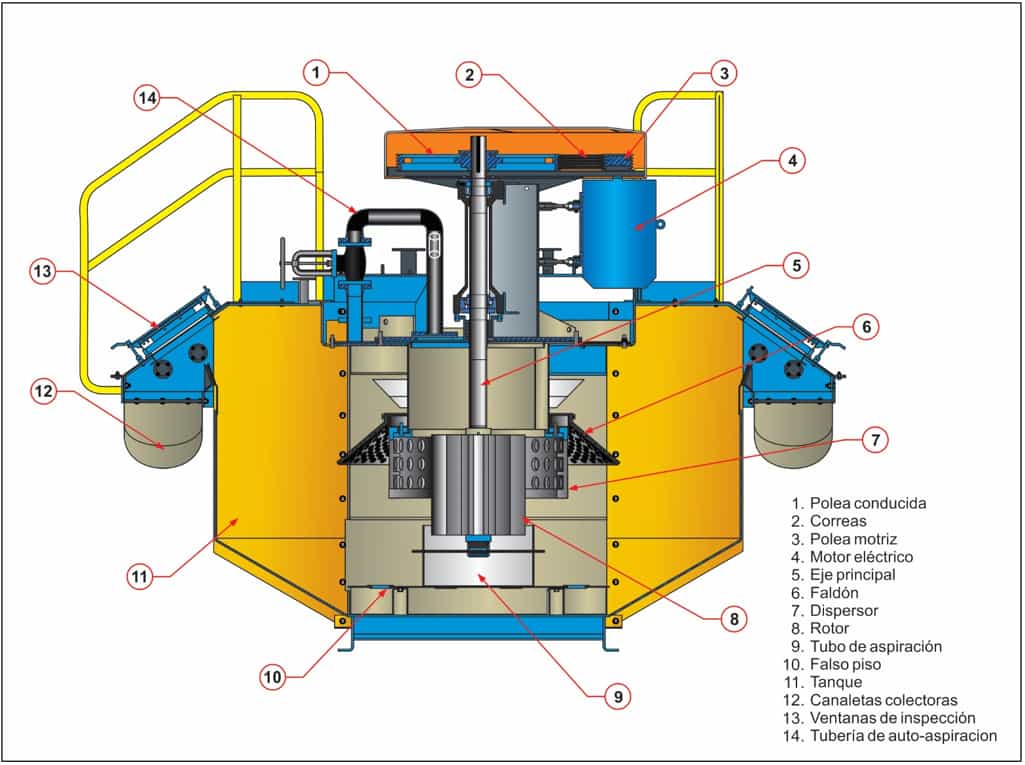 1
2
3
14
4
13
5
6
12
7
11
8
10
9
1. Polea conducida
2. Correas
3. Polea motriz
4. Motor eléctrico
5. Eje principal
6. Faldón
7. Dispersor
8. Rotor
9. Tubo de aspiración
10. Falso piso
11. Tanque
12. Canaletas colectoras
13. Ventanas de inspección
14. Tubería de auto-aspiracion